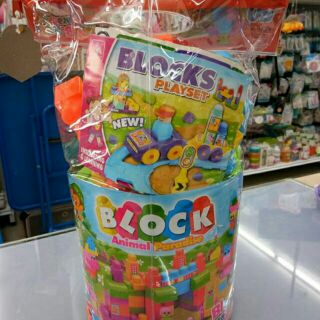 BLOCKS
PLAYSET
NEW!
BLOCK
Animal Paradise